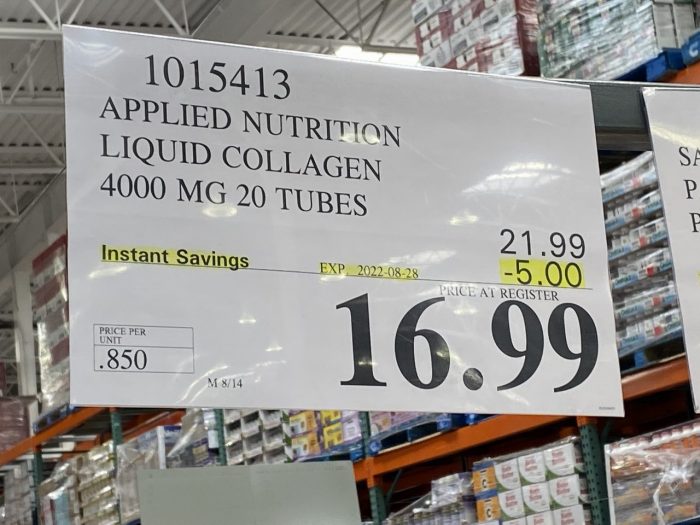 1015413
APPLIED NUTRITION
LIQUID COLLAGEN
4000 MG 20 TUBES
21.99
Instant Savings EXP. 2022-08-28 -5.00
PRICE AT REGISTER
16.99
PRICE PER
UNIT
.850
M 8/14
SA
P
P